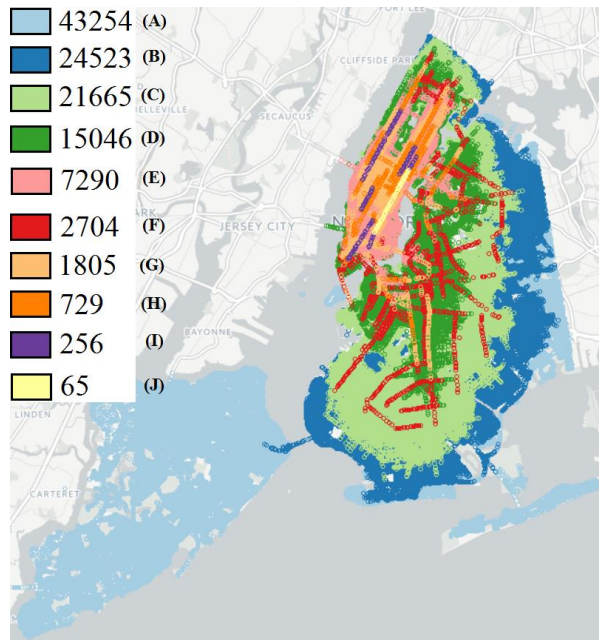 FORT LEE
43254 (A)
CLIFFSIDE PARK
24523 (B)
21665 (C)
SECAUCUS
15046 (D)
7290 (E)
2704 (F)
JERSEY CITY
1805 (G)
729 (H)
BAYONNE
256 (I)
65 (J)
LINDEN
CARTERET